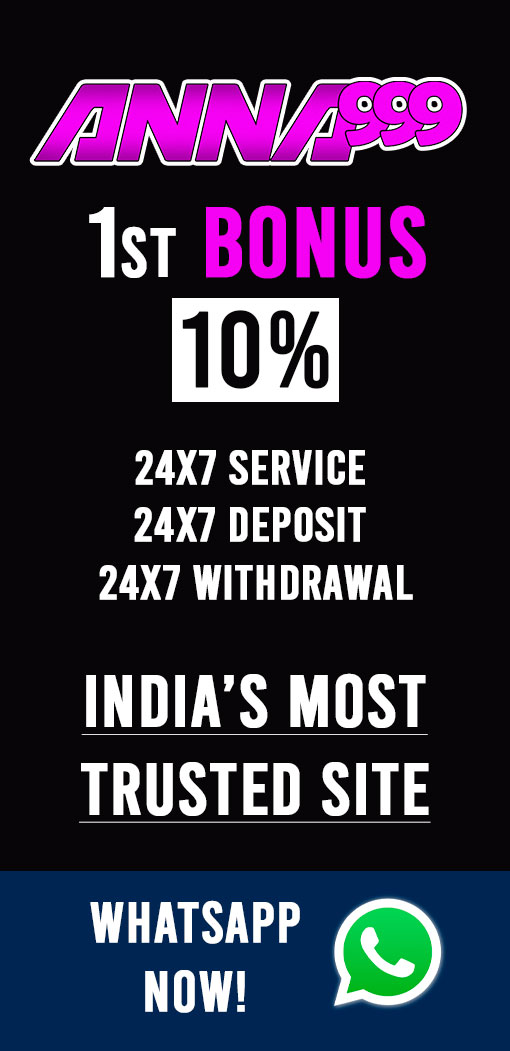 ANNA999
1ST BONUS
10%
24X7 SERVICE
24X7 DEPOSIT
24X7 WITHDRAWAL
INDIA'S MOST
TRUSTED SITE
WHATSAPP
NOW!